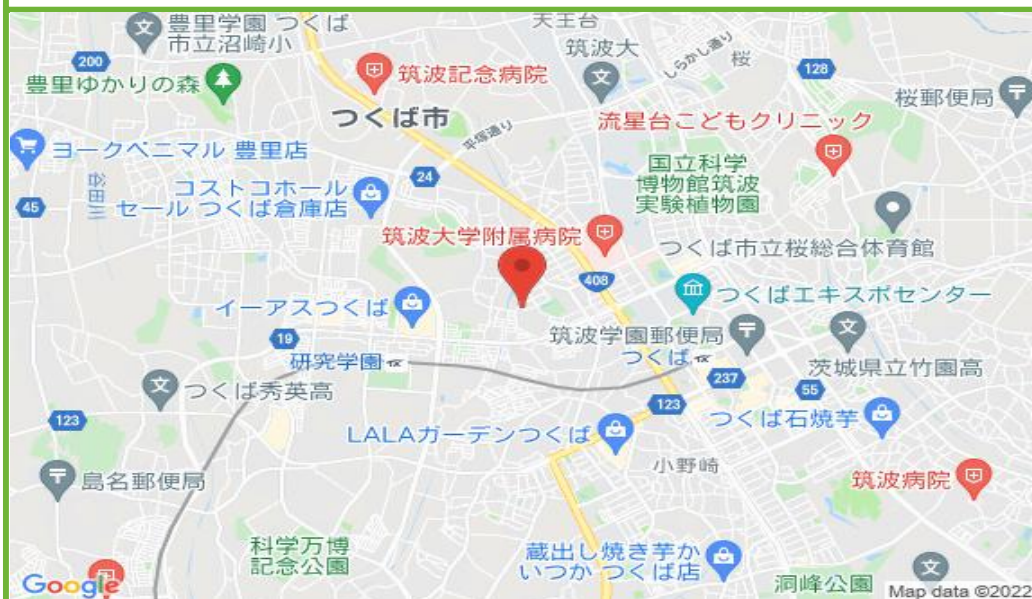 天王台
豊里学園 つくば
市立沼崎小
筑波大
しらかし通り
桜
200
128
豊里ゆかりの森
筑波記念病院
桜郵便局
つくば市
流星台こどもクリニック
平塚通り
ヨークベニマル 豊里店
24
国立科学
博物館筑波
実験植物園
谷田川
コストコホール
セール つくば倉庫店
45
筑波大学附属病院
つくば市立桜総合体育館
408
つくばエキスポセンター
イーアスつくば
19
筑波学園郵便局
研究学園
つくば
茨城県立竹園高
つくば秀英高
237
55
123
123
つくば石焼芋
LALAガーデンつくば
小野崎
島名郵便局
筑波病院
科学万博
記念公園
蔵出し焼き芋か
いつか つくば店
洞峰公園
Google
Map data ©2022